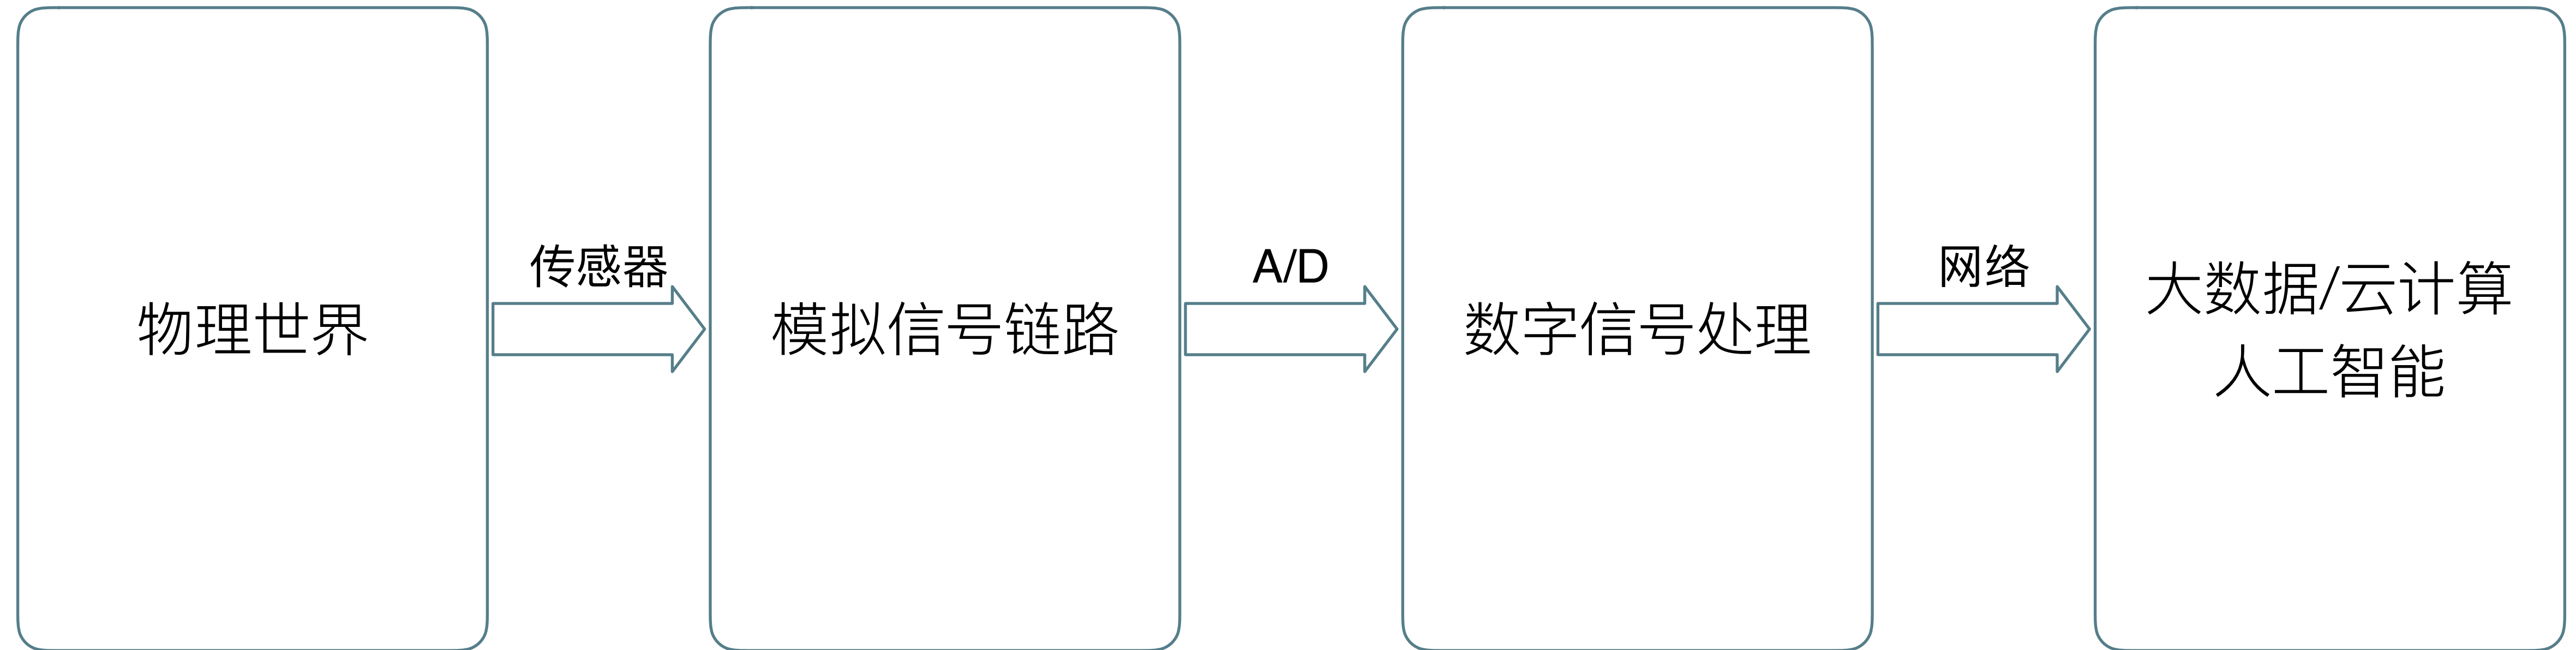 物理世界
传感器
模拟信号链路
A/D
数字信号处理
网络
大数据/云计算
人工智能